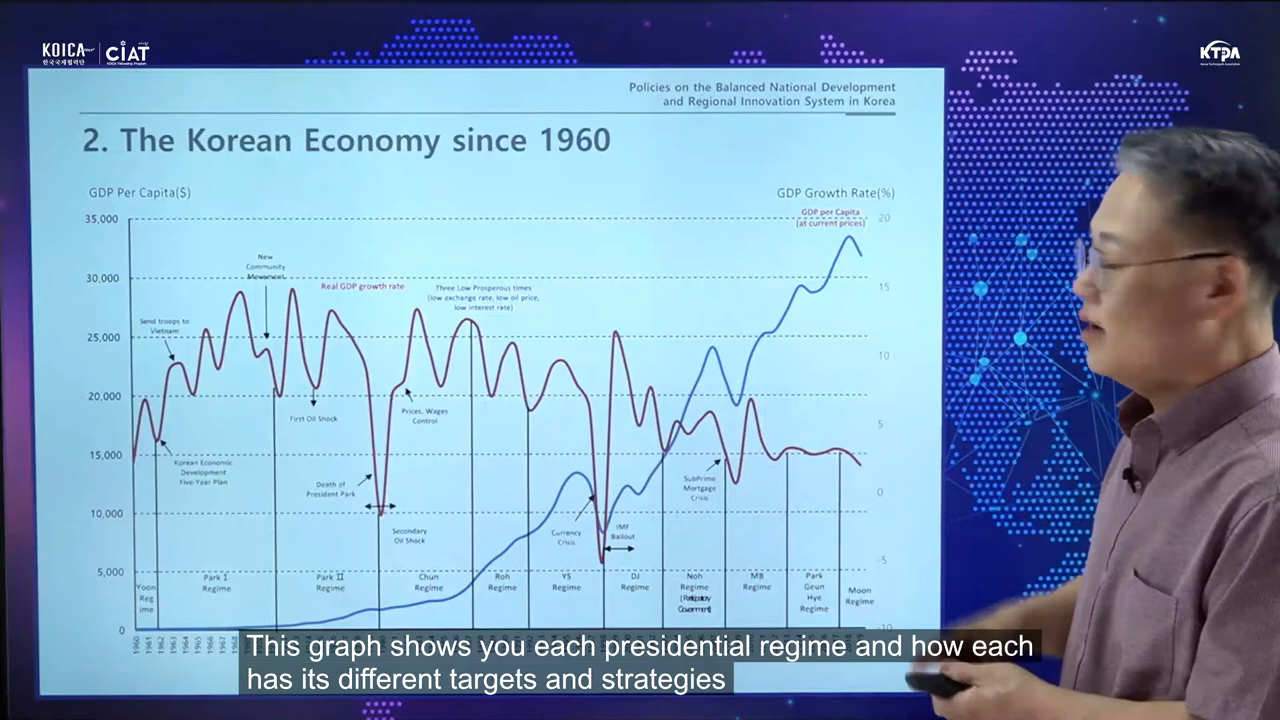 KOICA
한국국제협력단
CIAT
KOICA Fellowship Program
KTPA
Policies on the Balanced National Development
and Regional Innovation System in Korea
2. The Korean Economy since 1960
GDP Per Capita($)
GDP Growth Rate(%)
GDP per Capita
(at current prices)
35,000
30,000
25,000
20,000
15,000
10,000
5,000
0
20
15
10
5
0
-5
-10
New
Community
Movement
Real GDP growth rate
Three Low Prosperous times
(low exchange rate, low oil price,
low interest rate)
Send troops to
Vietnam
First Oil Shock
Prices, Wages
Control
Korean Economic
Development
Five-Year Plan
Death of
President Park
Secondary
Oil Shock
Currency
Crisis
IMF
Bailout
SubPrime
Mortgage
Crisis
Yoon
Reg
ime
Park I
Regime
Park II
Regime
Chun
Regime
Roh
Regime
YS
Regime
DJ
Regime
Noh
Regime
(Participatory
Government)
MB
Regime
Park
Geun
Hye
Regime
Moon
Regime
1960
1961
1962
1963
1964
1965
1966
1967
1968
This graph shows you each presidential regime and how each
has its different targets and strategies